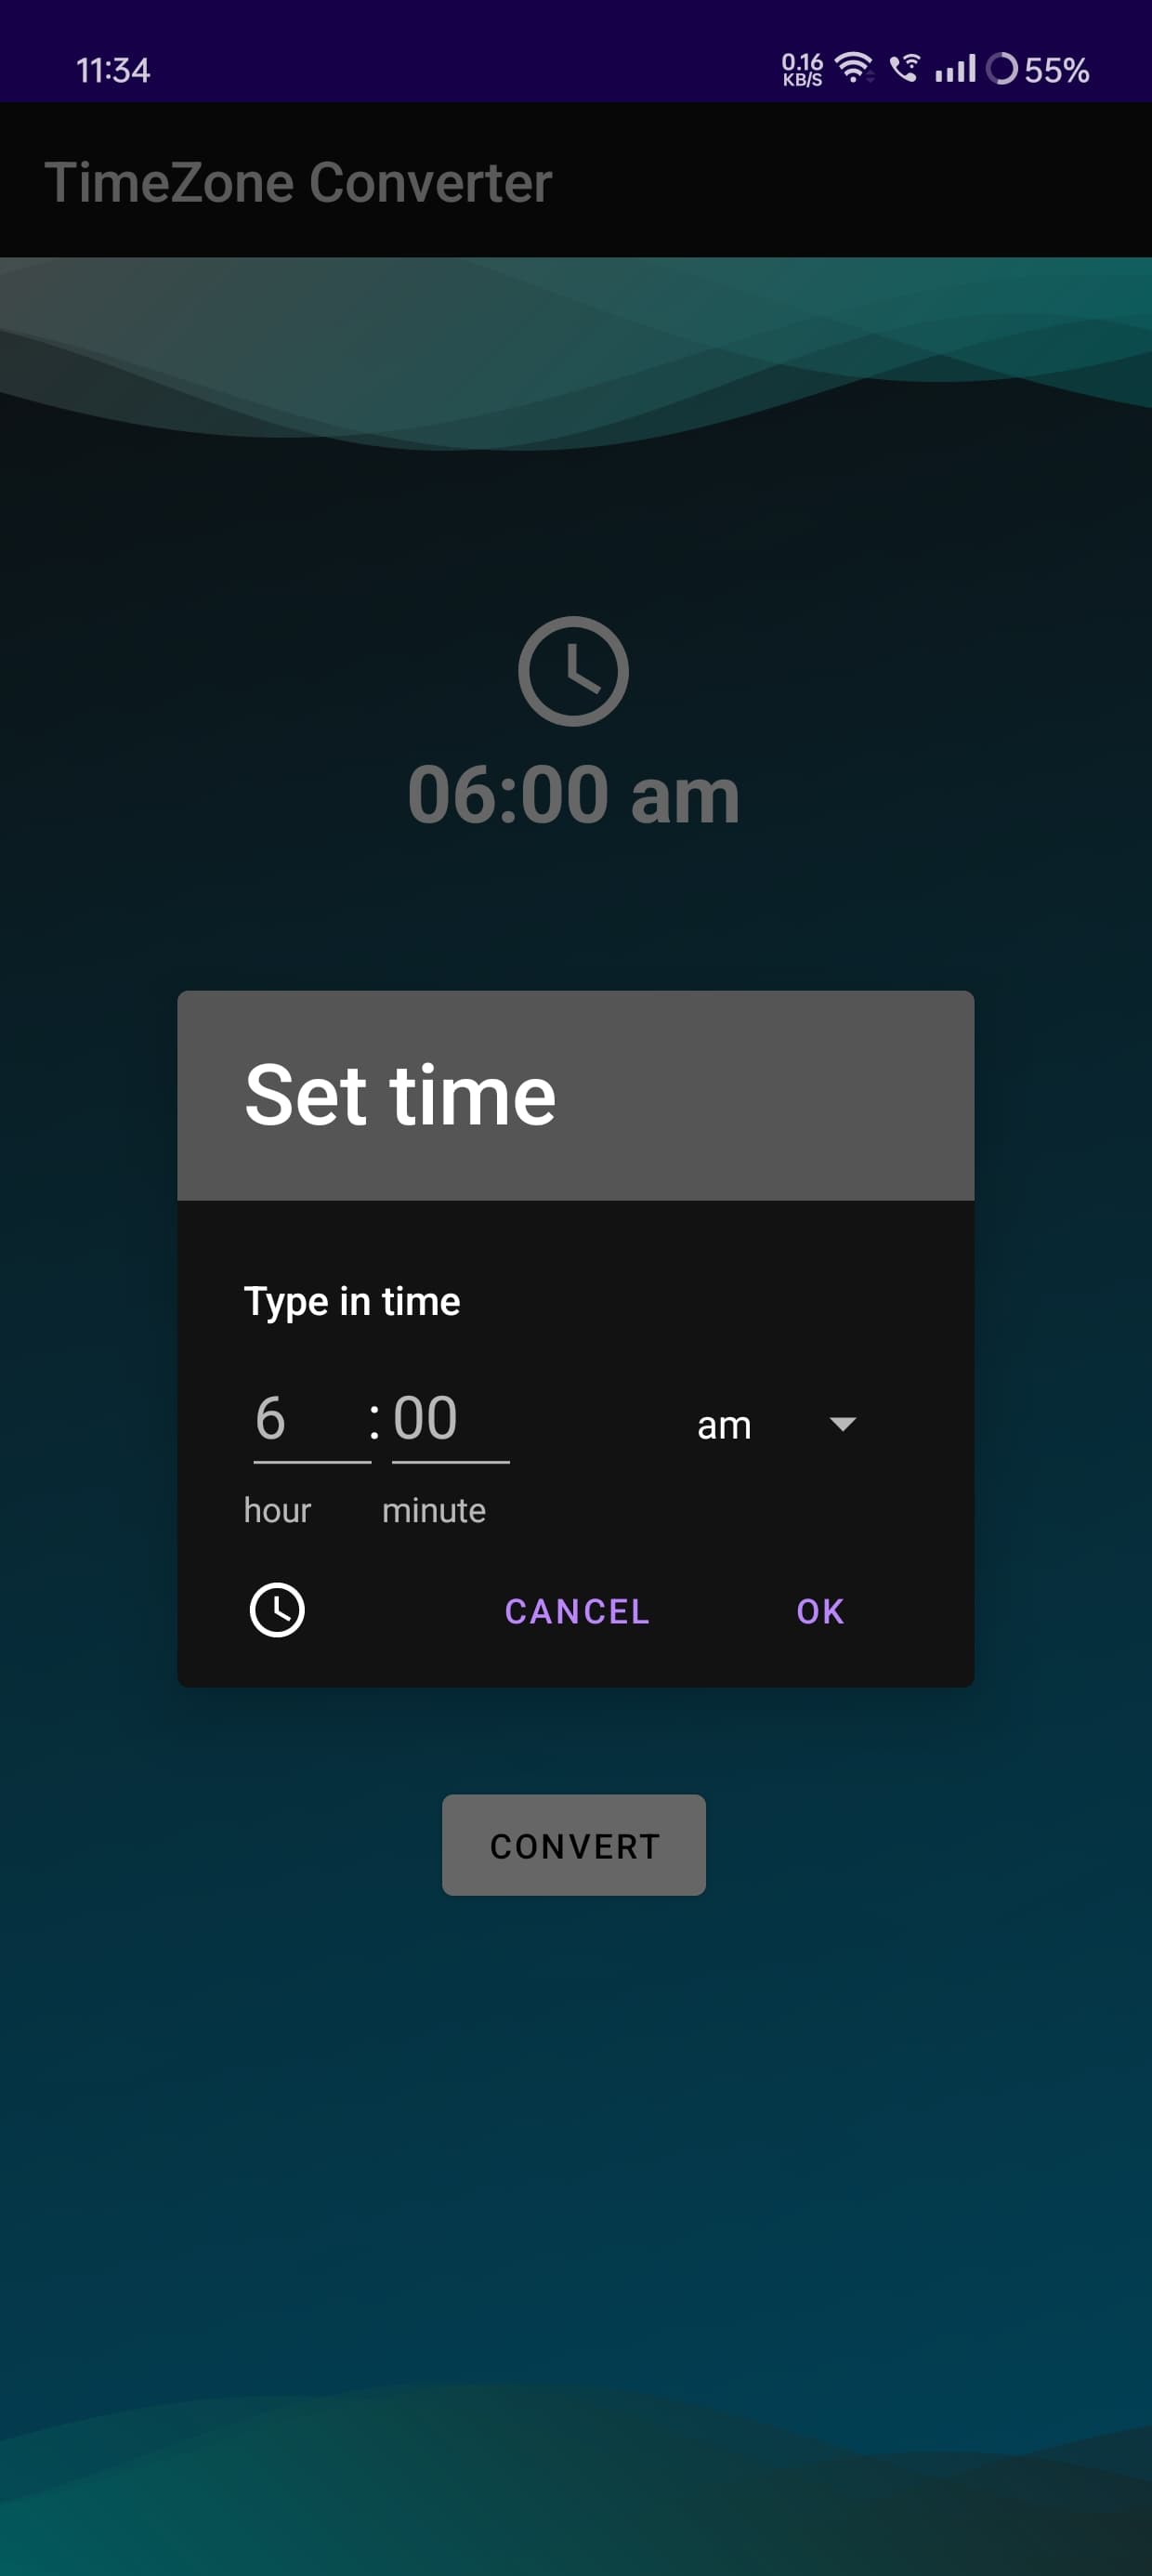 11:34 0.16 KB/S 55%
TimeZone Converter
06:00 am
Set time
Type in time
6 : 00 am
hour minute
CANCEL OK
CONVERT